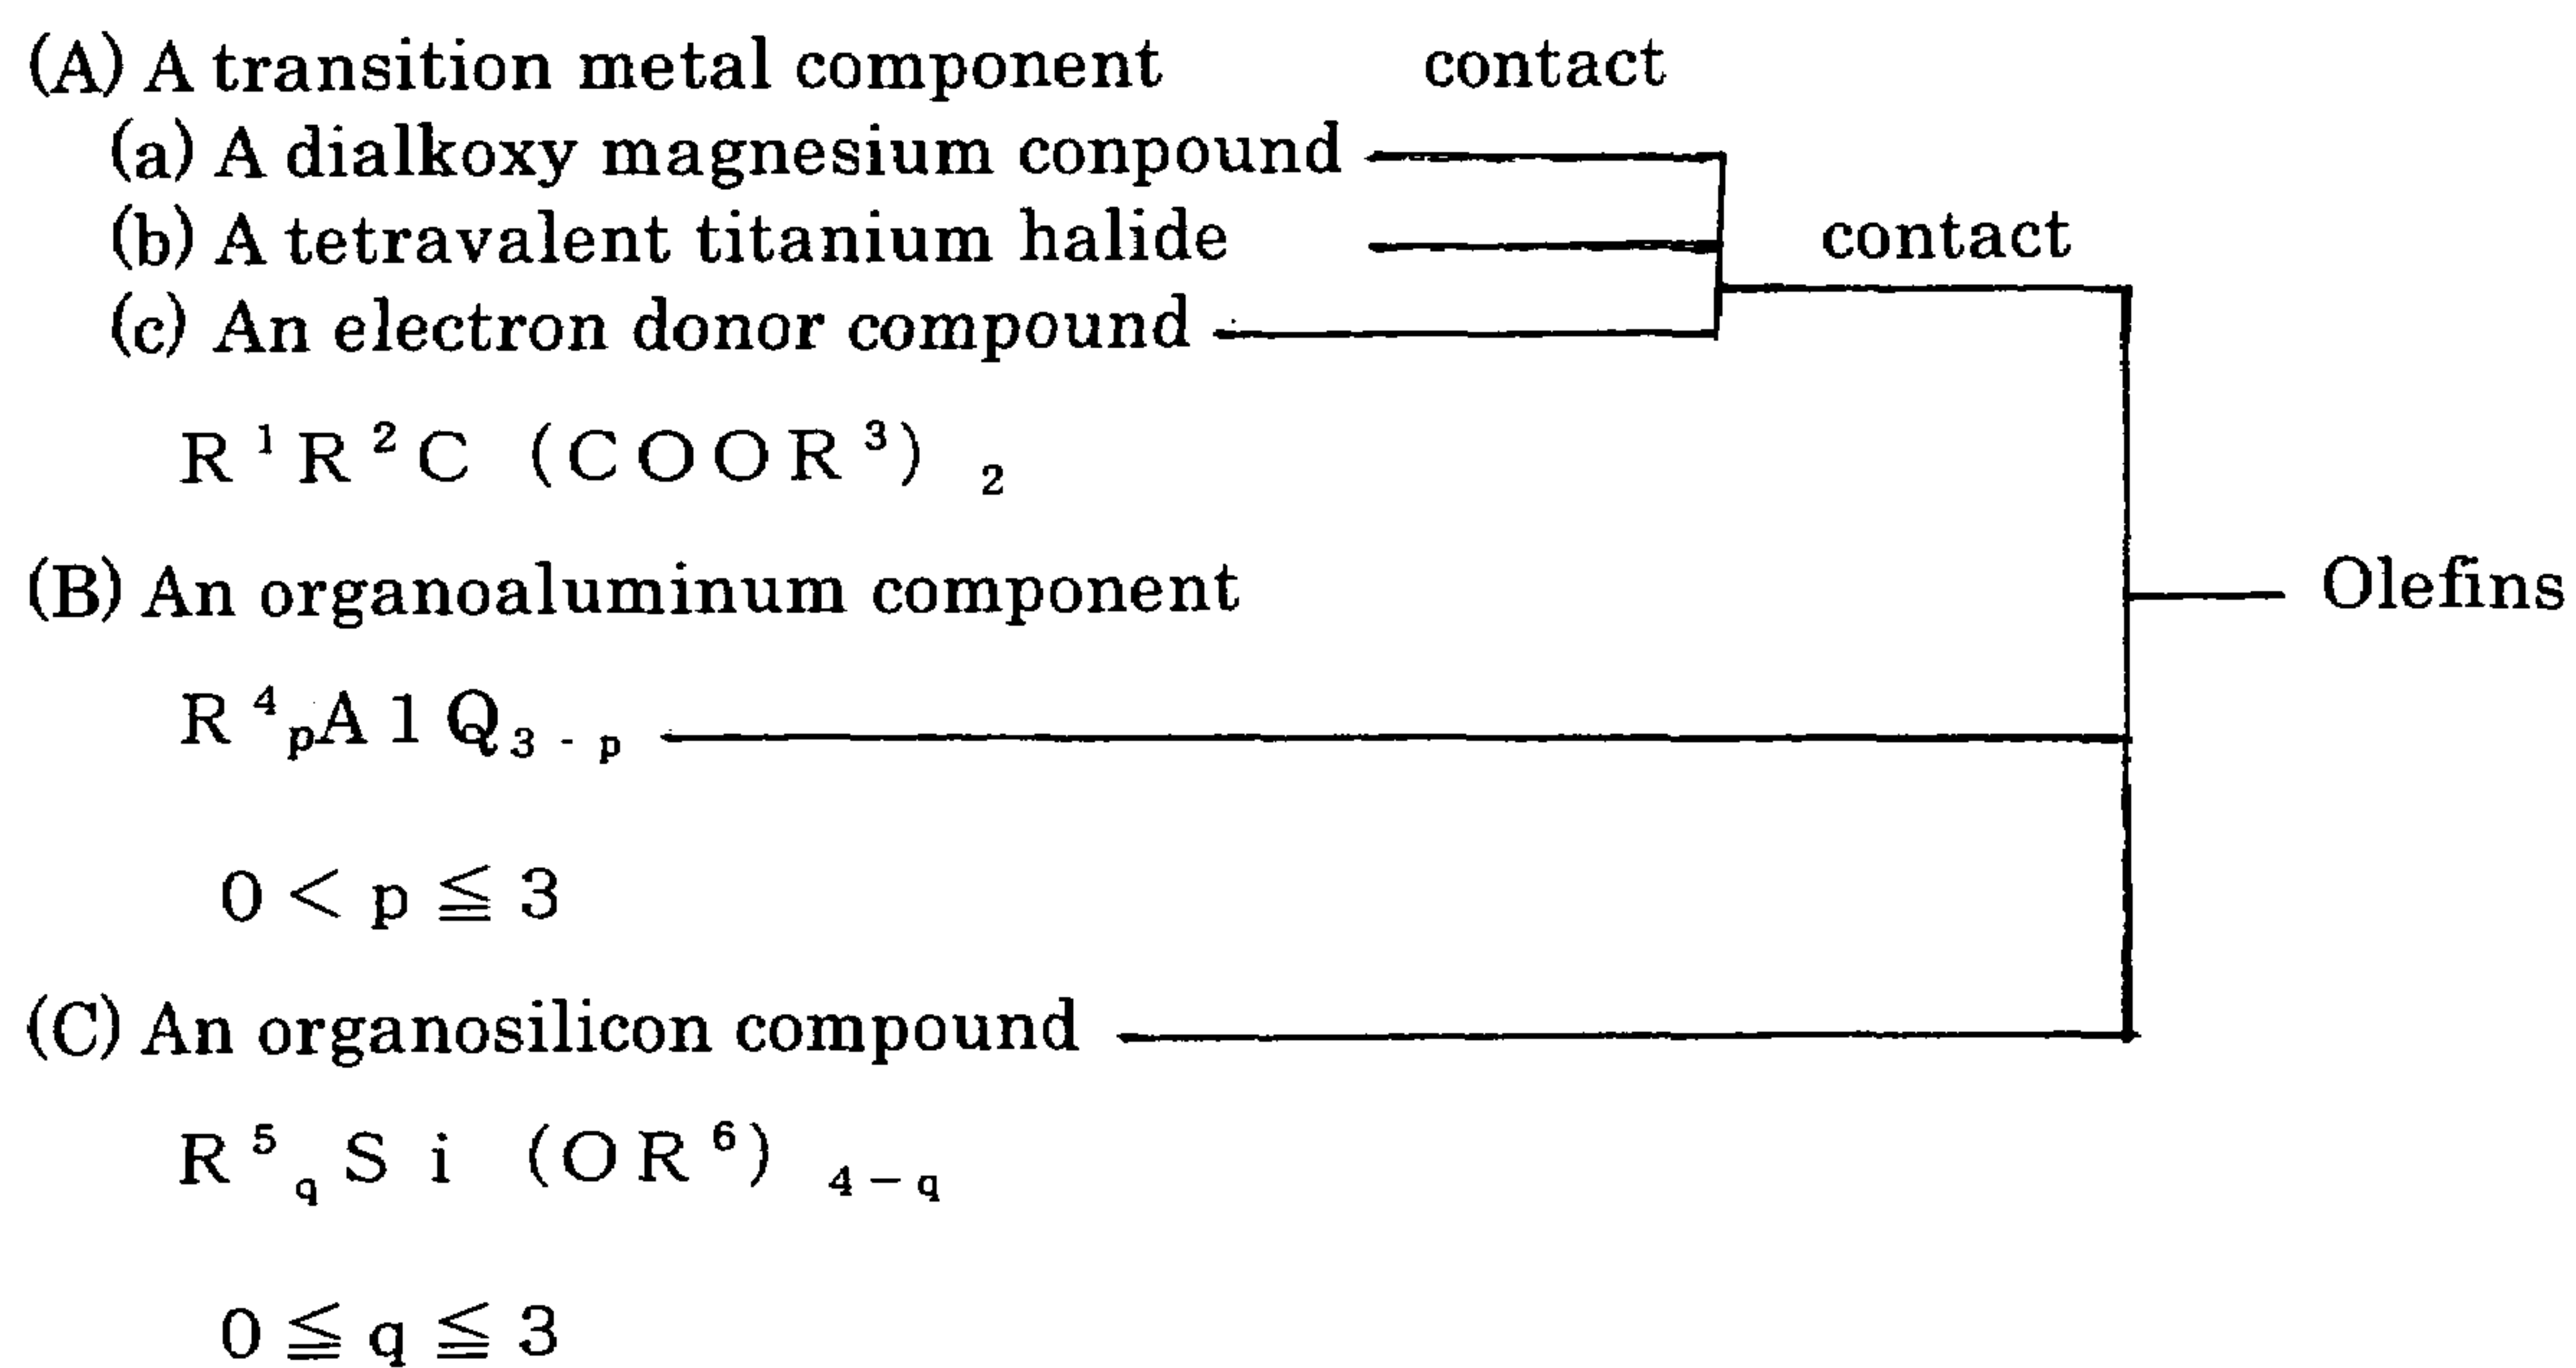 (A) A transition metal component contact
(a) A dialkoxy magnesium conpound
(b) A tetravalent titanium halide contact
(c) An electron donor compound
R¹R²C (COOR³)₂
(B) An organoaluminum component
Olefins
R⁴ₚAlQ₃₋ₚ
0 < p ≦ 3
(C) An organosilicon compound
R⁵qSi (OR⁶)₄₋q
0 ≦ q ≦ 3